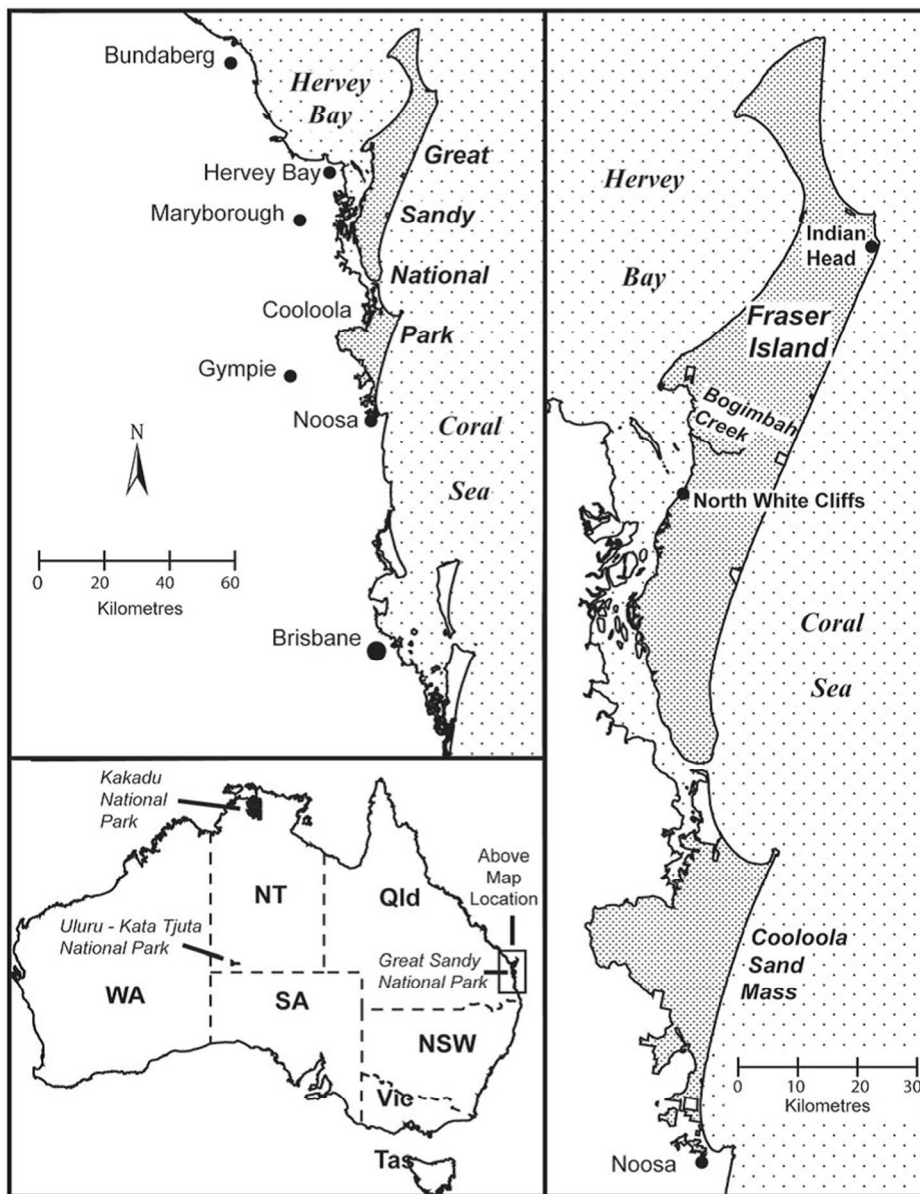 Bundaberg
Hervey
Bay
Great
Hervey Bay
Sandy
Maryborough
National
Cooloola
Park
Gympie
Noosa
Coral
Sea
N
0 20 40 60
Kilometres
Brisbane
Kakadu
National
Park
NT
Qld
Above
Map
Location
Uluru - Kata Tjuta
National Park
Great Sandy
National Park
WA
SA
NSW
Vic
Tas
Hervey
Bay
Indian
Head
Fraser
Island
Bogimbah
Creek
North White Cliffs
Coral
Sea
Cooloola
Sand
Mass
0 10 20 30
Kilometres
Noosa